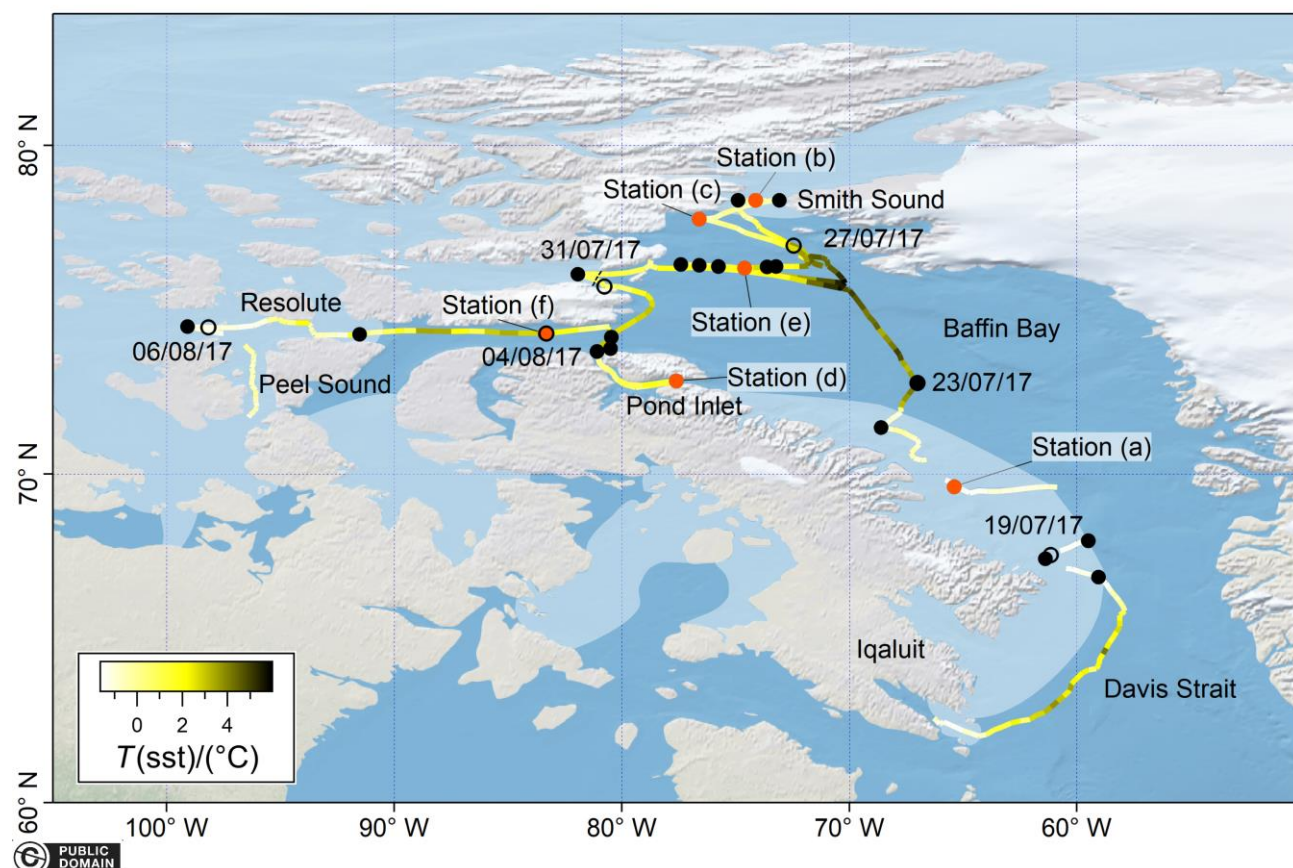 80° N
70° N
60° N
Station (b)
Station (c)
Smith Sound
31/07/17
27/07/17
Resolute
Station (f)
Station (e)
Baffin Bay
06/08/17
04/08/17
Peel Sound
Station (d)
23/07/17
Pond Inlet
Station (a)
19/07/17
Iqaluit
Davis Strait
0 2 4
T(sst)/(°C)
100° W 90° W 80° W 70° W 60° W
PUBLIC
DOMAIN